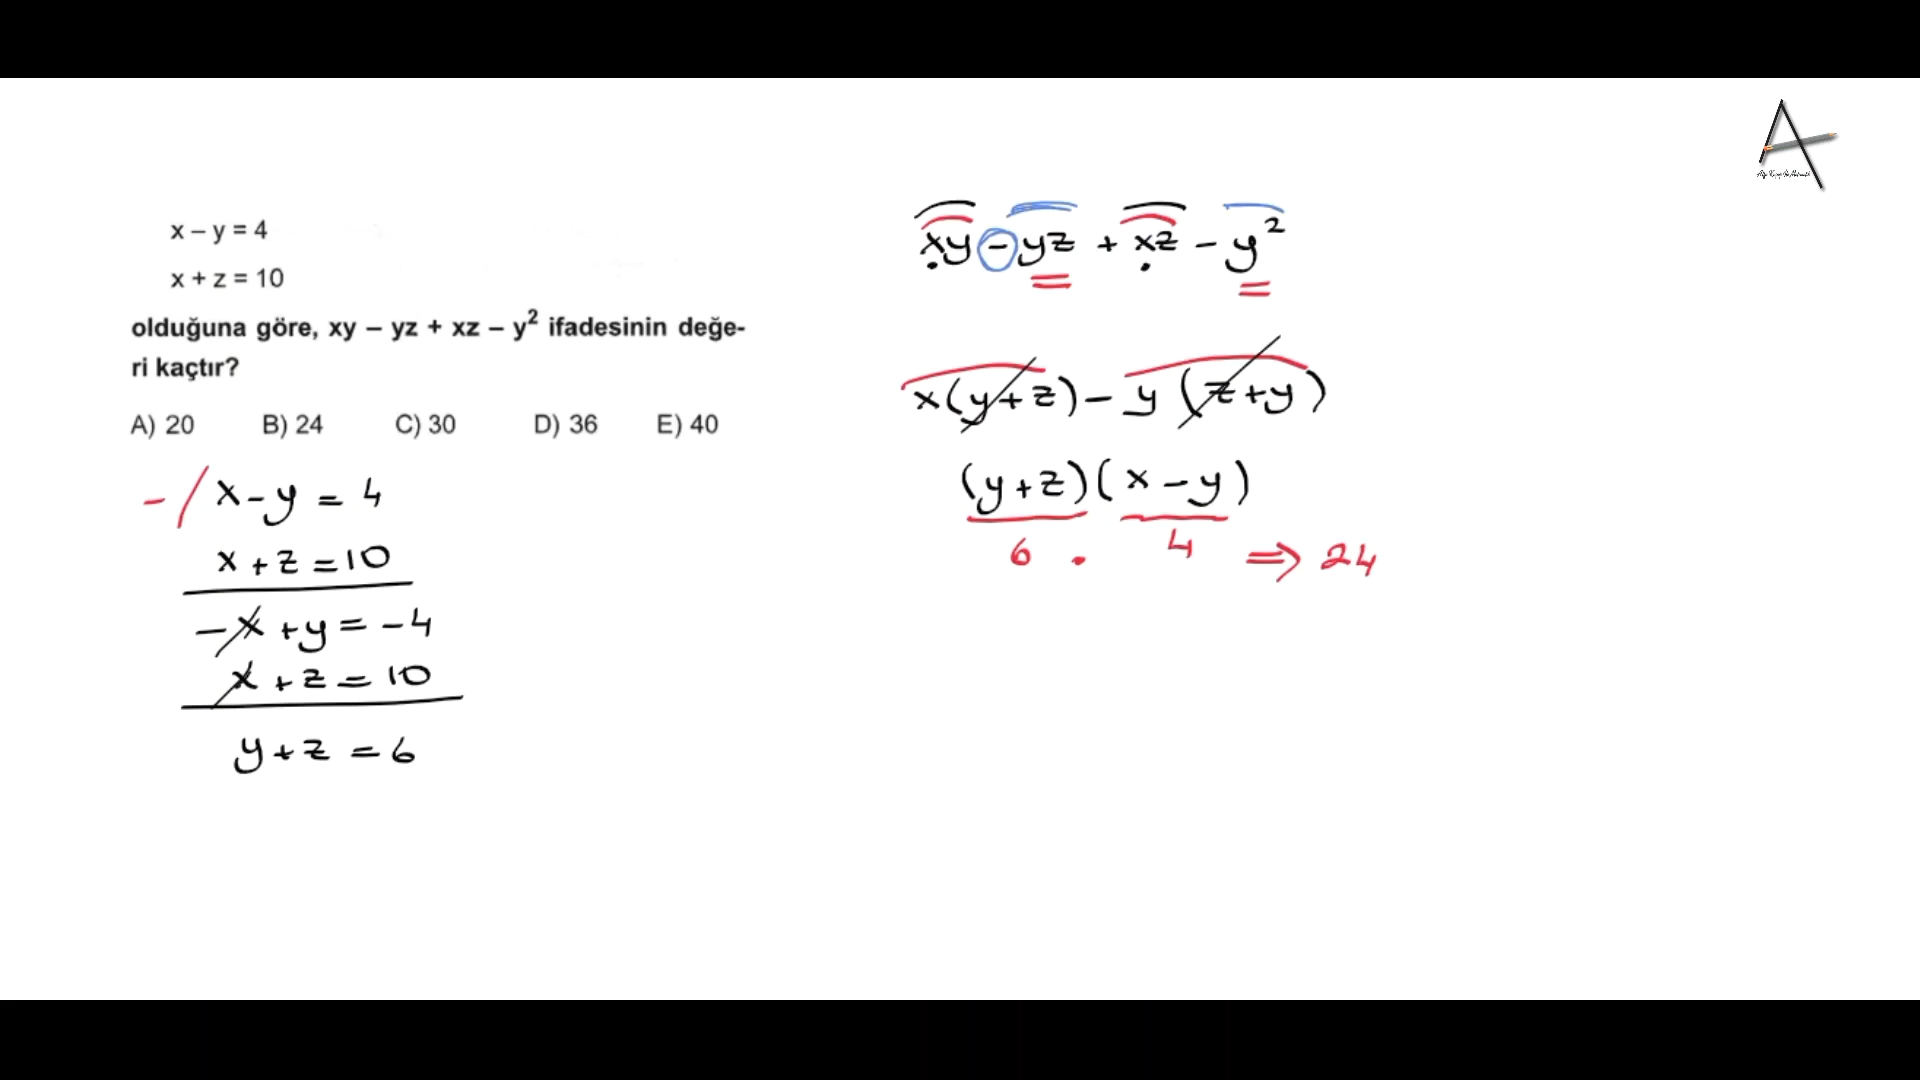 x – y = 4
x + z = 10
olduğuna göre, xy – yz + xz – y² ifadesinin değe-
ri kaçtır?
A) 20 B) 24 C) 30 D) 36 E) 40
-/ x - y = 4
x + z = 10
-x + y = -4
x + z = 10
y + z = 6
xy - yz + xz - y²
x(y+z) - y(z+y)
(y+z)(x-y)
6 . 4 ⇒ 24